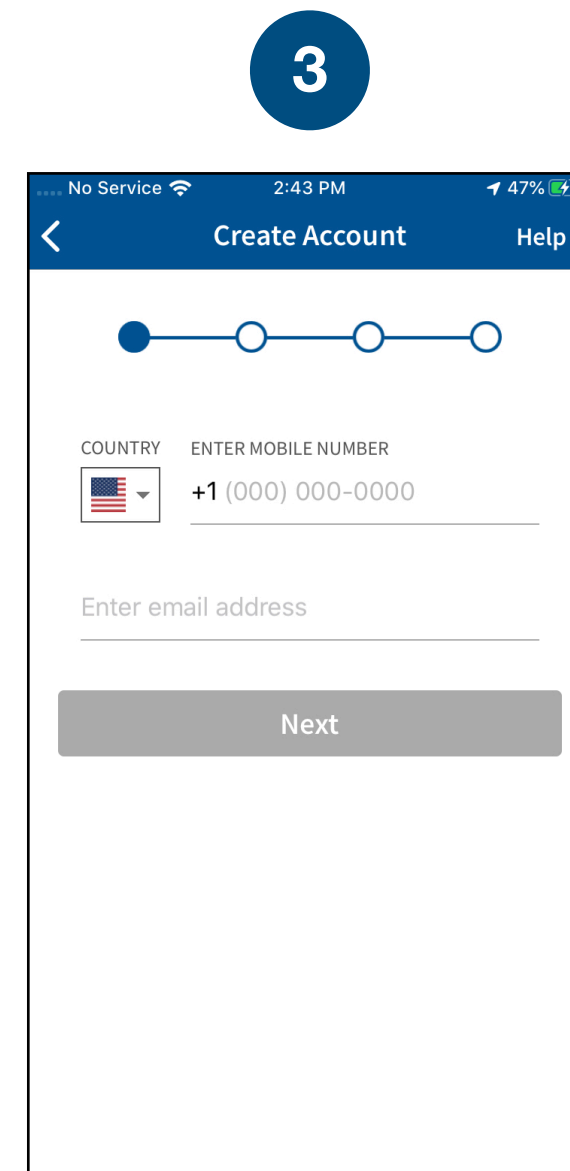 3
No Service 2:43 PM 47%
Create Account Help
COUNTRY ENTER MOBILE NUMBER
+1 (000) 000-0000
Enter email address
Next